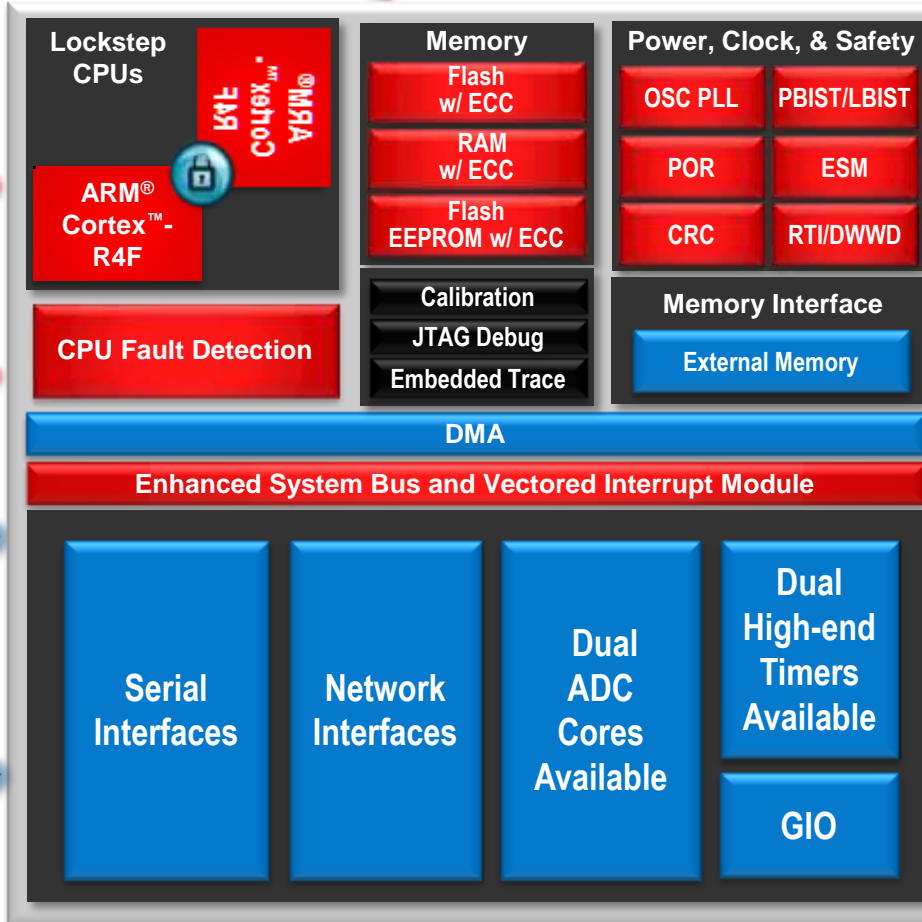 Lockstep
CPUs
ARM®
Cortex™-
R4F
ARM®
Cortex™-
R4F
CPU Fault Detection
Memory
Flash
w/ ECC
RAM
w/ ECC
Flash
EEPROM w/ ECC
Calibration
JTAG Debug
Embedded Trace
Power, Clock, & Safety
OSC PLL
PBIST/LBIST
POR
ESM
CRC
RTI/DWWD
Memory Interface
External Memory
DMA
Enhanced System Bus and Vectored Interrupt Module
Serial
Interfaces
Network
Interfaces
Dual
ADC
Cores
Available
Dual
High-end
Timers
Available
GIO